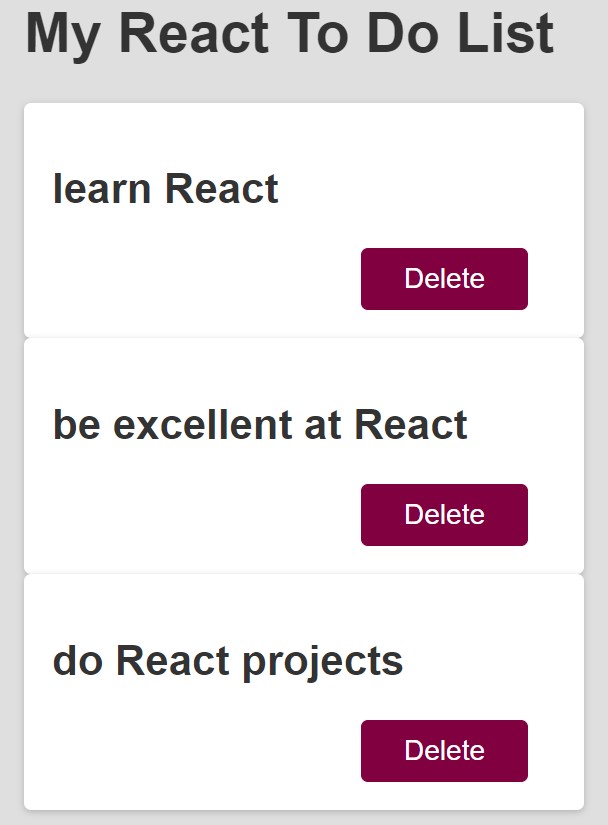 My React To Do List
learn React
Delete
be excellent at React
Delete
do React projects
Delete